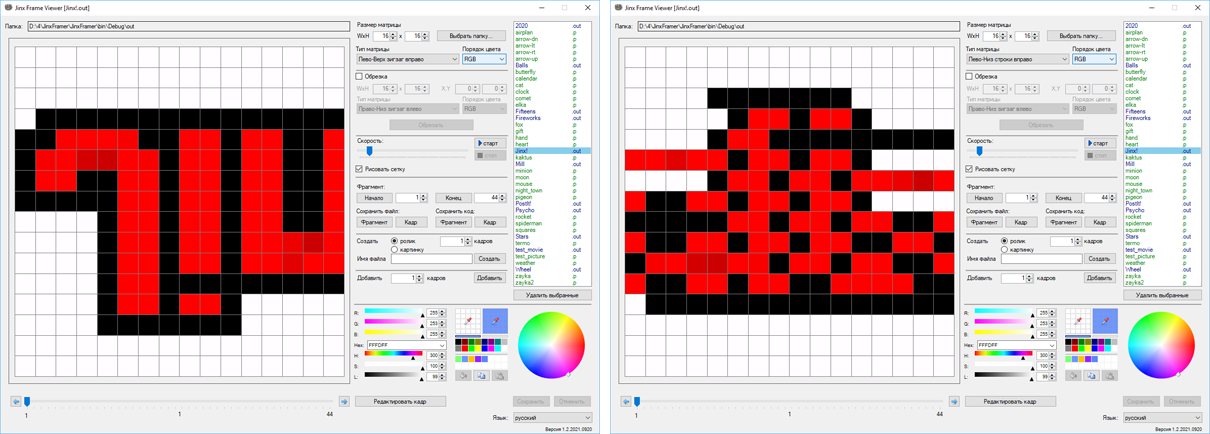 Jinx Frame Viewer [Jinx!.out]
Папка: D:\4\JinxFramer\JinxFramer\bin\Debug\out
Размер матрицы
WxH 16 x 16 Выбрать папку...
Тип матрицы Порядок цвета
Лево-Верх зигзаг вправо RGB
Обрезка
WxH 16 x 16 X,Y 0 0
Тип матрицы Порядок цвета
Право-Низ зигзаг влево RGB
Обрезать
Скорость: старт
стоп
Рисовать сетку
Фрагмент:
Начало 1 Конец 44
Сохранить файл: Сохранить код:
Фрагмент Кадр Фрагмент Кадр
Создать ролик 1 кадров
картинку
Имя файла Создать
Добавить 1 кадров Добавить
R: 255
G: 253
B: 255
Hex: FFFDFF
H: 300
S: 100
L: 99
Редактировать кадр
2020 .out
airplan .p
arrow-dn .p
arrow-lt .p
arrow-rt .p
arrow-up .p
Balls .out
butterfly .p
calendar .p
cat .p
clock .p
comet .p
elka .p
Fifteens .out
Fireworks .out
fox .p
gift .p
hand .p
heart .p
Jinx! .out
kaktus .p
Mill .out
minion .p
moon .p
mouse .p
night_town .p
pigeon .p
PostIt! .out
Psycho .out
rocket .p
spiderman .p
squares .p
Stars .out
termo .p
test_movie .out
test_picture .p
weather .p
Wheel .out
zayka .p
zayka2 .p
Удалить выбранные
Сохранить Отменить
1 1 44
Язык: русский
Версия 1.2.2021.0920
Jinx Frame Viewer [Jinx!.out]
Папка: D:\4\JinxFramer\JinxFramer\bin\Debug\out
Размер матрицы
WxH 16 x 16 Выбрать папку...
Тип матрицы Порядок цвета
Лево-Низ строки вправо RGB
Обрезка
WxH 16 x 16 X,Y 0 0
Тип матрицы Порядок цвета
Право-Низ зигзаг влево RGB
Обрезать
Скорость: старт
стоп
Рисовать сетку
Фрагмент:
Начало 1 Конец 44
Сохранить файл: Сохранить код:
Фрагмент Кадр Фрагмент Кадр
Создать ролик 1 кадров
картинку
Имя файла Создать
Добавить 1 кадров Добавить
R: 255
G: 253
B: 255
Hex: FFFDFF
H: 300
S: 100
L: 99
Редактировать кадр
2020 .out
airplan .p
arrow-dn .p
arrow-lt .p
arrow-rt .p
arrow-up .p
Balls .out
butterfly .p
calendar .p
cat .p
clock .p
comet .p
elka .p
Fifteens .out
Fireworks .out
fox .p
gift .p
hand .p
heart .p
Jinx! .out
kaktus .p
Mill .out
minion .p
moon .p
mouse .p
night_town .p
pigeon .p
PostIt! .out
Psycho .out
rocket .p
spiderman .p
squares .p
Stars .out
termo .p
test_movie .out
test_picture .p
weather .p
Wheel .out
zayka .p
zayka2 .p
Удалить выбранные
Сохранить Отменить
1 1 44
Язык: русский
Версия 1.2.2021.0920